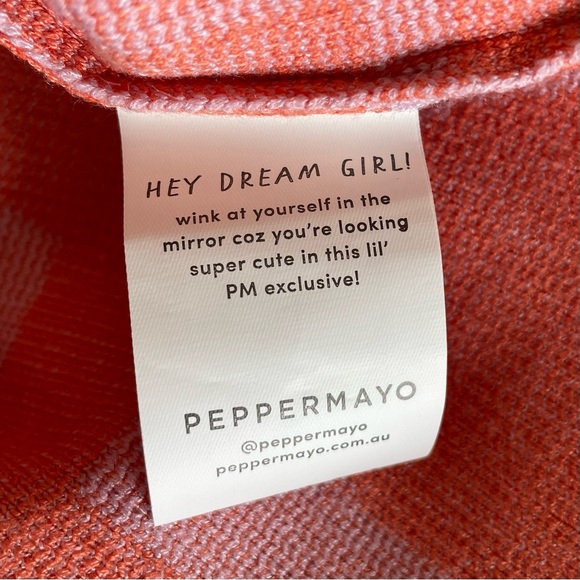 HEY DREAM GIRL!
wink at yourself in the
mirror coz you're looking
super cute in this lil'
PM exclusive!
PEPPERMAYO
@peppermayo
peppermayo.com.au